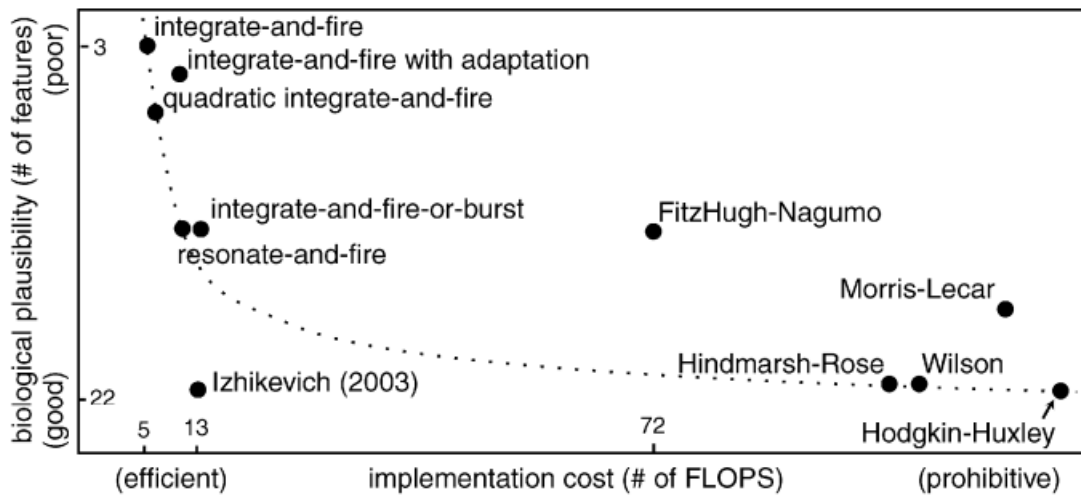 biological plausibility (# of features)
(poor)
(good)
3
22
integrate-and-fire
integrate-and-fire with adaptation
quadratic integrate-and-fire
integrate-and-fire-or-burst
resonate-and-fire
FitzHugh-Nagumo
Morris-Lecar
Hindmarsh-Rose
Wilson
Izhikevich (2003)
Hodgkin-Huxley
5
13
72
(efficient)
implementation cost (# of FLOPS)
(prohibitive)